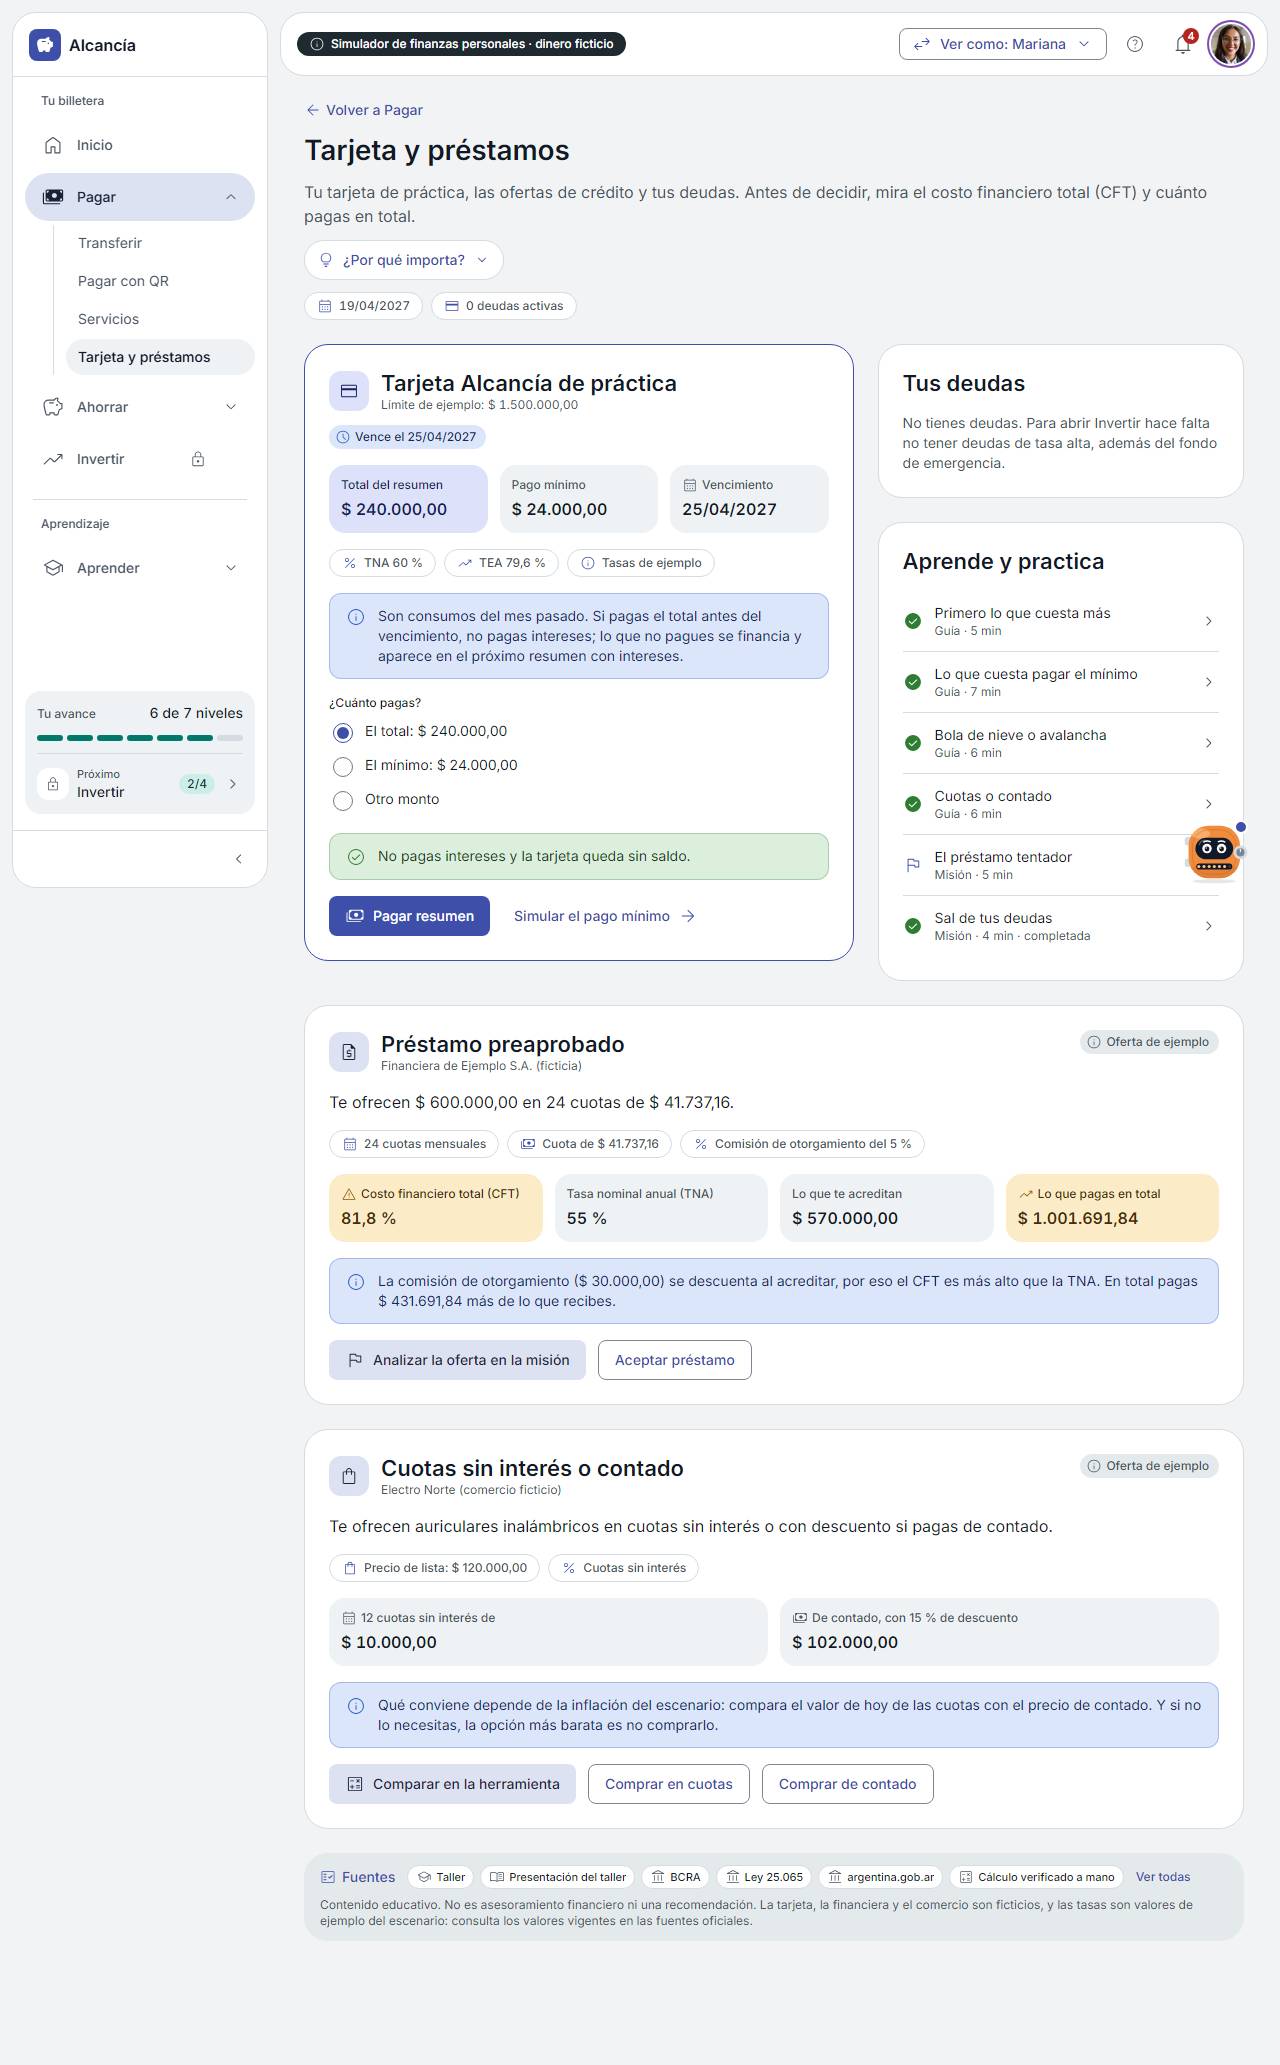 Alcancía
Simulador de finanzas personales · dinero ficticio
Ver como: Mariana
4
Tu billetera
Inicio
Pagar
Transferir
Pagar con QR
Servicios
Tarjeta y préstamos
Ahorrar
Invertir
Aprendizaje
Aprender
Tu avance
6 de 7 niveles
Próximo
Invertir
2/4
Volver a Pagar
Tarjeta y préstamos
Tu tarjeta de práctica, las ofertas de crédito y tus deudas. Antes de decidir, mira el costo financiero total (CFT) y cuánto
pagas en total.
¿Por qué importa?
19/04/2027
0 deudas activas
Tarjeta Alcancía de práctica
Límite de ejemplo: $ 1.500.000,00
Vence el 25/04/2027
Total del resumen
$ 240.000,00
Pago mínimo
$ 24.000,00
Vencimiento
25/04/2027
TNA 60 %
TEA 79,6 %
Tasas de ejemplo
Son consumos del mes pasado. Si pagas el total antes del
vencimiento, no pagas intereses; lo que no pagues se financia y
aparece en el próximo resumen con intereses.
¿Cuánto pagas?
El total: $ 240.000,00
El mínimo: $ 24.000,00
Otro monto
No pagas intereses y la tarjeta queda sin saldo.
Pagar resumen
Simular el pago mínimo
Tus deudas
No tienes deudas. Para abrir Invertir hace falta
no tener deudas de tasa alta, además del fondo
de emergencia.
Aprende y practica
Primero lo que cuesta más
Guía · 5 min
Lo que cuesta pagar el mínimo
Guía · 7 min
Bola de nieve o avalancha
Guía · 6 min
Cuotas o contado
Guía · 6 min
El préstamo tentador
Misión · 5 min
Sal de tus deudas
Misión · 4 min · completada
Préstamo preaprobado
Financiera de Ejemplo S.A. (ficticia)
Oferta de ejemplo
Te ofrecen $ 600.000,00 en 24 cuotas de $ 41.737,16.
24 cuotas mensuales
Cuota de $ 41.737,16
Comisión de otorgamiento del 5 %
Costo financiero total (CFT)
81,8 %
Tasa nominal anual (TNA)
55 %
Lo que te acreditan
$ 570.000,00
Lo que pagas en total
$ 1.001.691,84
La comisión de otorgamiento ($ 30.000,00) se descuenta al acreditar, por eso el CFT es más alto que la TNA. En total pagas
$ 431.691,84 más de lo que recibes.
Analizar la oferta en la misión
Aceptar préstamo
Cuotas sin interés o contado
Electro Norte (comercio ficticio)
Oferta de ejemplo
Te ofrecen auriculares inalámbricos en cuotas sin interés o con descuento si pagas de contado.
Precio de lista: $ 120.000,00
Cuotas sin interés
12 cuotas sin interés de
$ 10.000,00
De contado, con 15 % de descuento
$ 102.000,00
Qué conviene depende de la inflación del escenario: compara el valor de hoy de las cuotas con el precio de contado. Y si no
lo necesitas, la opción más barata es no comprarlo.
Comparar en la herramienta
Comprar en cuotas
Comprar de contado
Fuentes
Taller
Presentación del taller
BCRA
Ley 25.065
argentina.gob.ar
Cálculo verificado a mano
Ver todas
Contenido educativo. No es asesoramiento financiero ni una recomendación. La tarjeta, la financiera y el comercio son ficticios, y las tasas son valores de
ejemplo del escenario: consulta los valores vigentes en las fuentes oficiales.